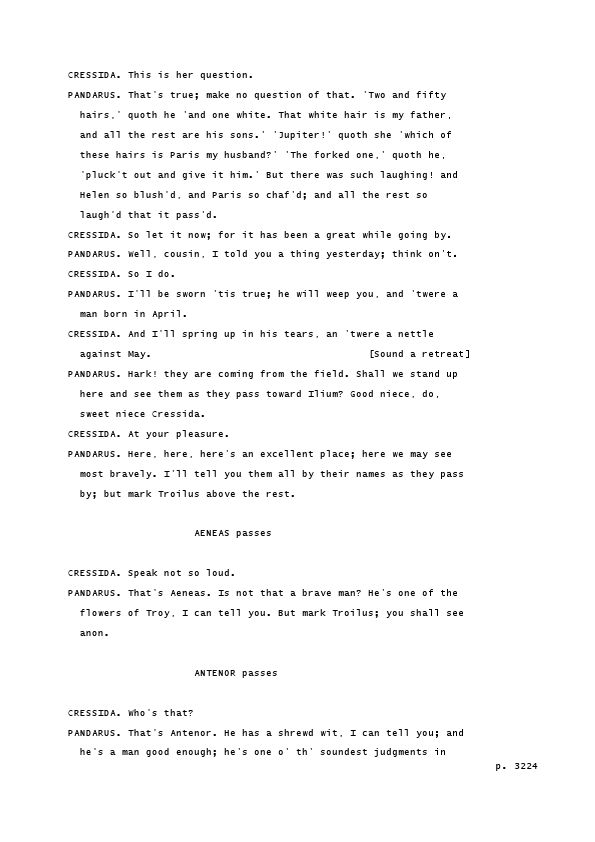 CRESSIDA. This is her question.
PANDARUS. That's true; make no question of that. 'Two and fifty
hairs,' quoth he 'and one white. That white hair is my father,
and all the rest are his sons.' 'Jupiter!' quoth she 'which of
these hairs is Paris my husband?' 'The forked one,' quoth he,
'pluck't out and give it him.' But there was such laughing! and
Helen so blush'd, and Paris so chaf'd; and all the rest so
laugh'd that it pass'd.
CRESSIDA. So let it now; for it has been a great while going by.
PANDARUS. Well, cousin, I told you a thing yesterday; think on't.
CRESSIDA. So I do.
PANDARUS. I'll be sworn 'tis true; he will weep you, and 'twere a
man born in April.
CRESSIDA. And I'll spring up in his tears, an 'twere a nettle
against May. [Sound a retreat]
PANDARUS. Hark! they are coming from the field. Shall we stand up
here and see them as they pass toward Ilium? Good niece, do,
sweet niece Cressida.
CRESSIDA. At your pleasure.
PANDARUS. Here, here, here's an excellent place; here we may see
most bravely. I'll tell you them all by their names as they pass
by; but mark Troilus above the rest.
AENEAS passes
CRESSIDA. Speak not so loud.
PANDARUS. That's Aeneas. Is not that a brave man? He's one of the
flowers of Troy, I can tell you. But mark Troilus; you shall see
anon.
ANTENOR passes
CRESSIDA. Who's that?
PANDARUS. That's Antenor. He has a shrewd wit, I can tell you; and
he's a man good enough; he's one o' th' soundest judgments in
p. 3224